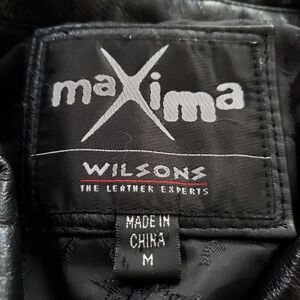 maXima
WILSONS
THE LEATHER EXPERTS
MADE IN
CHINA
M